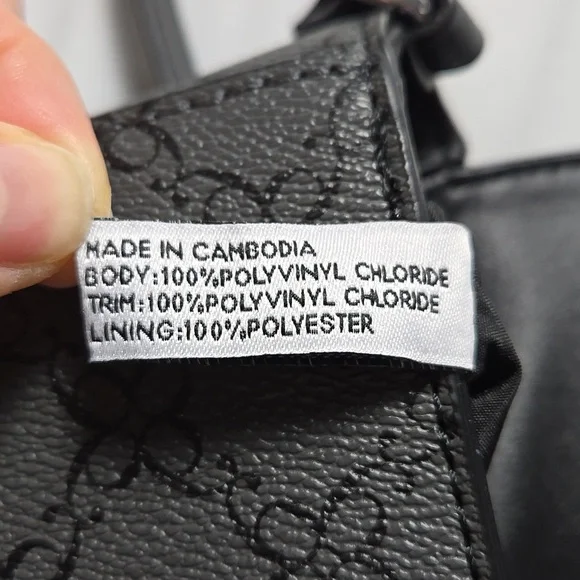 MADE IN CAMBODIA
BODY:100%POLYVINYL CHLORIDE
TRIM:100%POLYVINYL CHLORIDE
LINING:100%POLYESTER